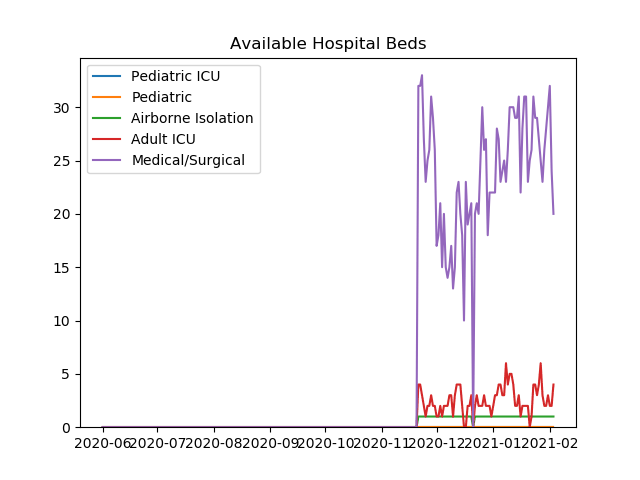 Available Hospital Beds
Pediatric ICU
Pediatric
Airborne Isolation
Adult ICU
Medical/Surgical
30
25
20
15
10
5
0
2020-06 2020-07 2020-08 2020-09 2020-10 2020-11 2020-12 2021-01 2021-02